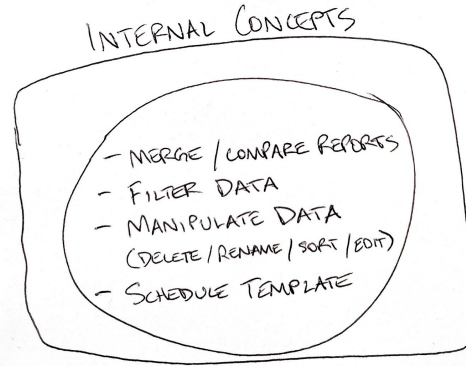 INTERNAL CONCEPTS
- MERGE / COMPARE REPORTS
- FILTER DATA
- MANIPULATE DATA
(DELETE / RENAME / SORT / EDIT)
- SCHEDULE TEMPLATE